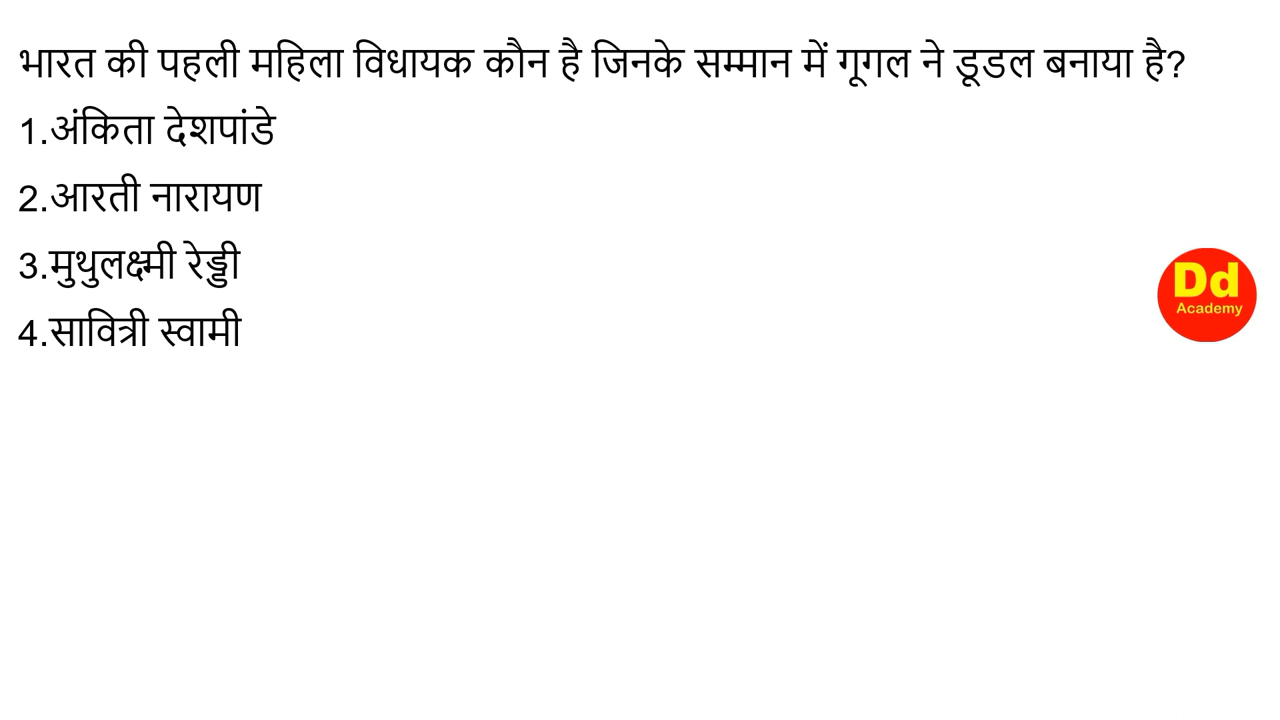 भारत की पहली महिला विधायक कौन है जिनके सम्मान में गूगल ने डूडल बनाया है?
1.अंकिता देशपांडे
2.आरती नारायण
3.मुथुलक्ष्मी रेड्डी
4.सावित्री स्वामी
Dd
Academy